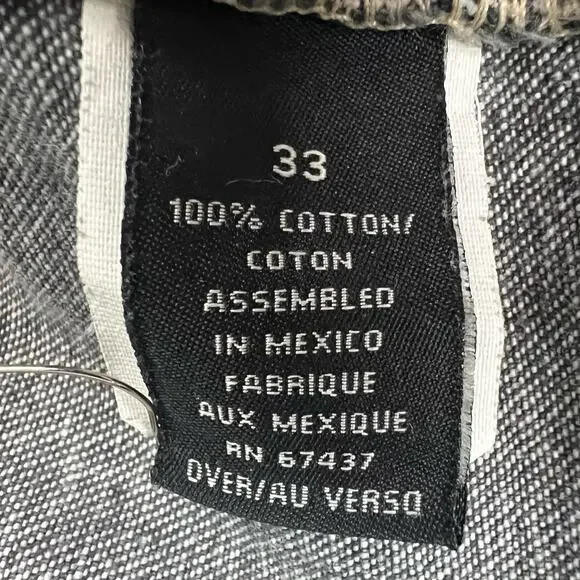 33
100% COTTON/
COTON
ASSEMBLED
IN MEXICO
FABRIQUE
AUX MEXIQUE
RN 67437
OVER/AU VERSO